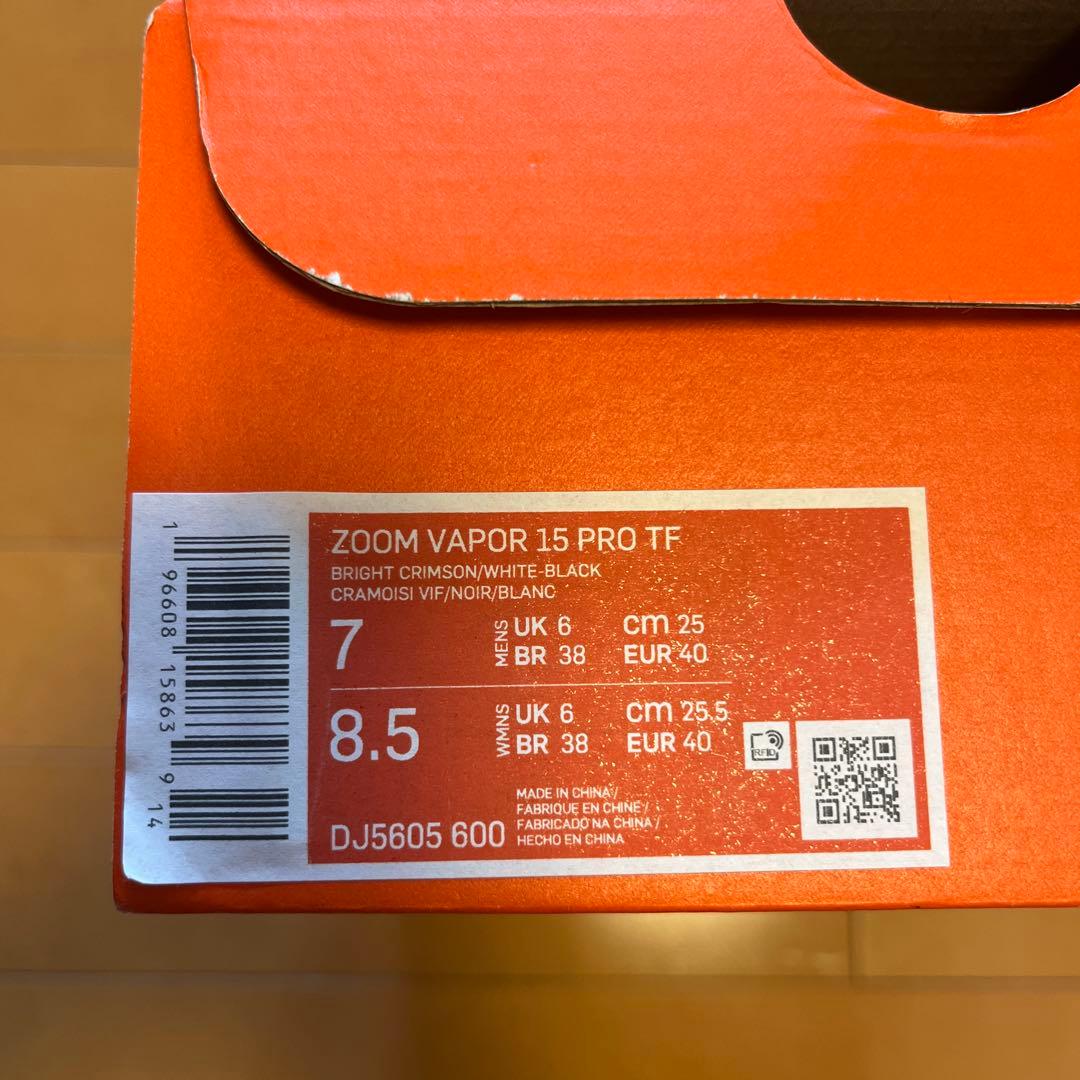 ZOOM VAPOR 15 PRO TF
BRIGHT CRIMSON/WHITE-BLACK
CRAMOISI VIF/NOIR/BLANC
7 MENS UK 6 cm 25
BR 38 EUR 40
8.5 WMNS UK 6 cm 25.5
BR 38 EUR 40
RFID
MADE IN CHINA /
FABRIQUE EN CHINE /
FABRICADO NA CHINA /
HECHO EN CHINA
DJ5605 600
1 96608 15863 9 14